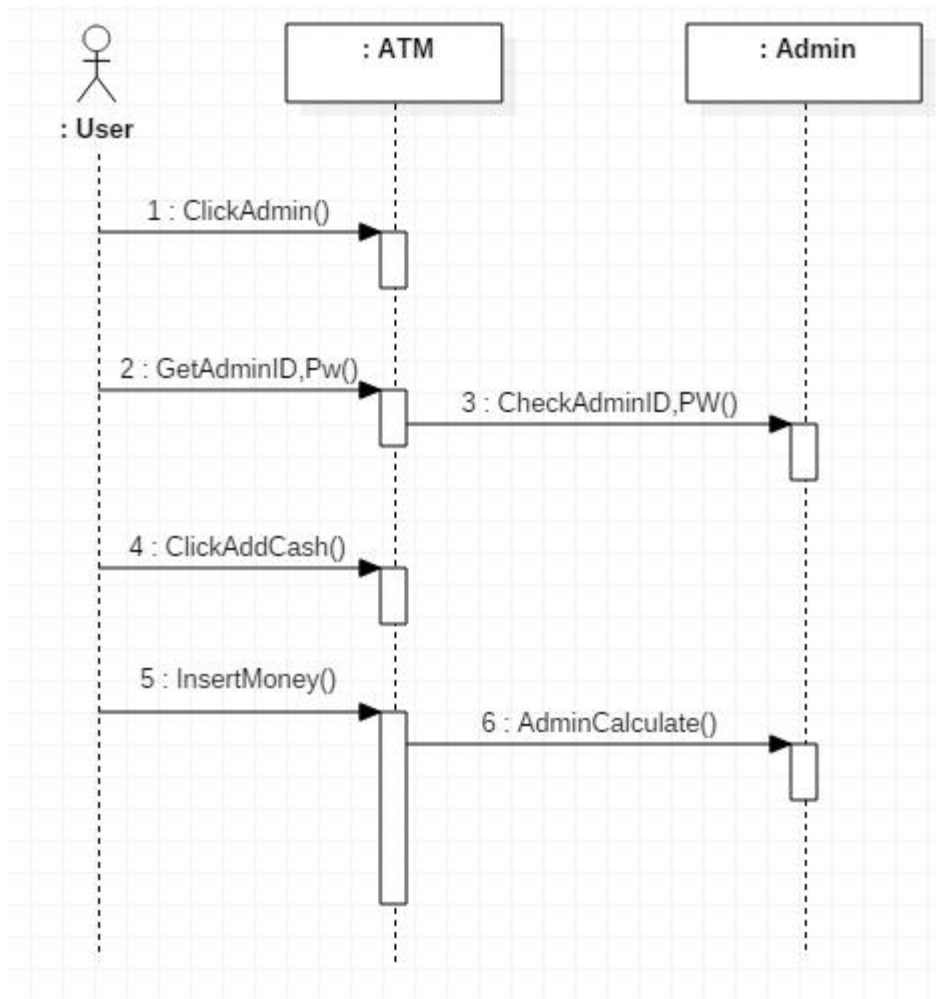 : ATM
: Admin
: User
1 : ClickAdmin()
2 : GetAdminID,Pw()
3 : CheckAdminID,PW()
4 : ClickAddCash()
5 : InsertMoney()
6 : AdminCalculate()